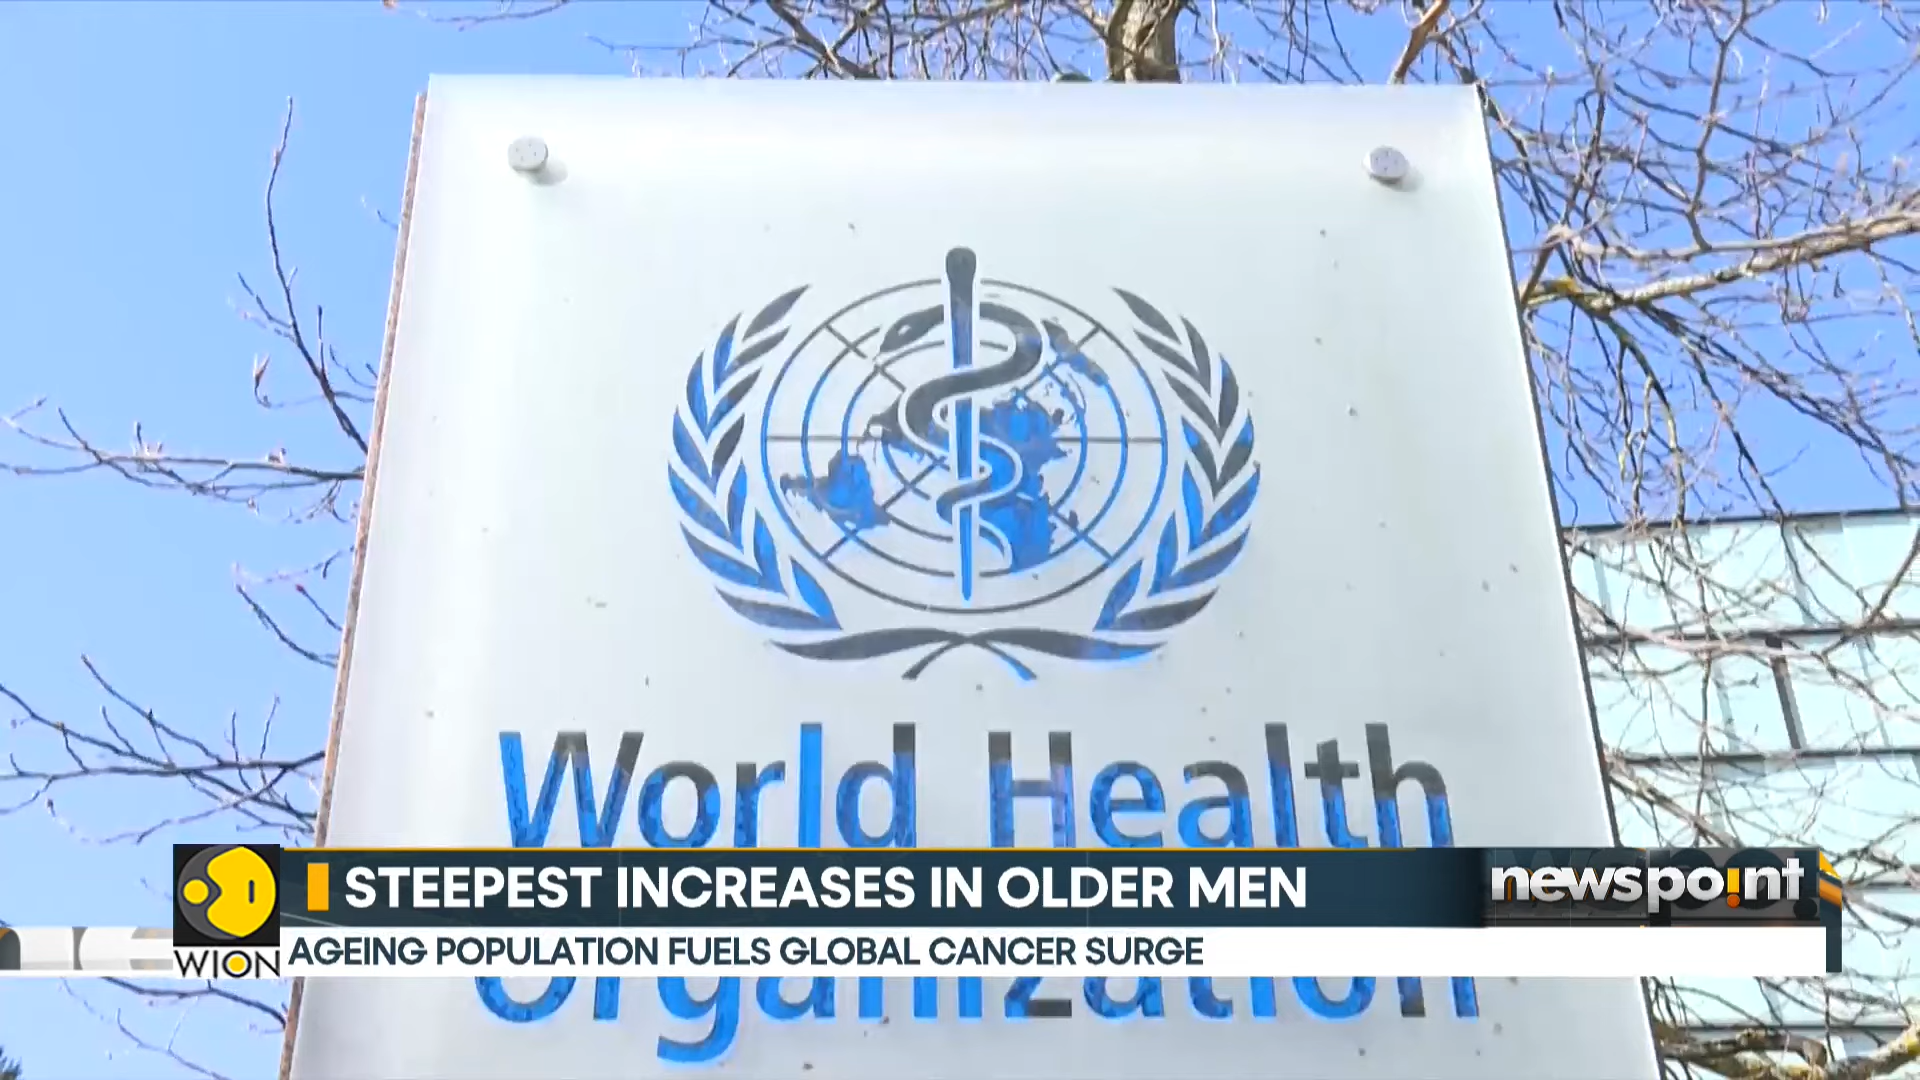 World Health
Organization
STEEPEST INCREASES IN OLDER MEN
newspoint
AGEING POPULATION FUELS GLOBAL CANCER SURGE
WION